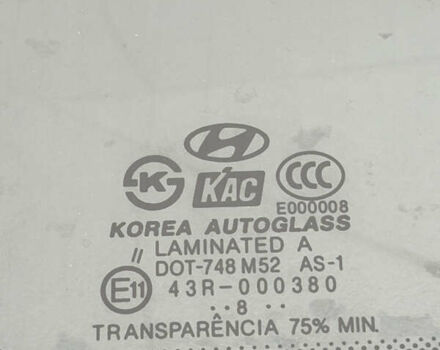 K KAC CCC
E000008
KOREA AUTOGLASS
// LAMINATED A
DOT-748 M52 AS-1
E11 43R-000380
..8 ..
TRANSPARÊNCIA 75% MIN.